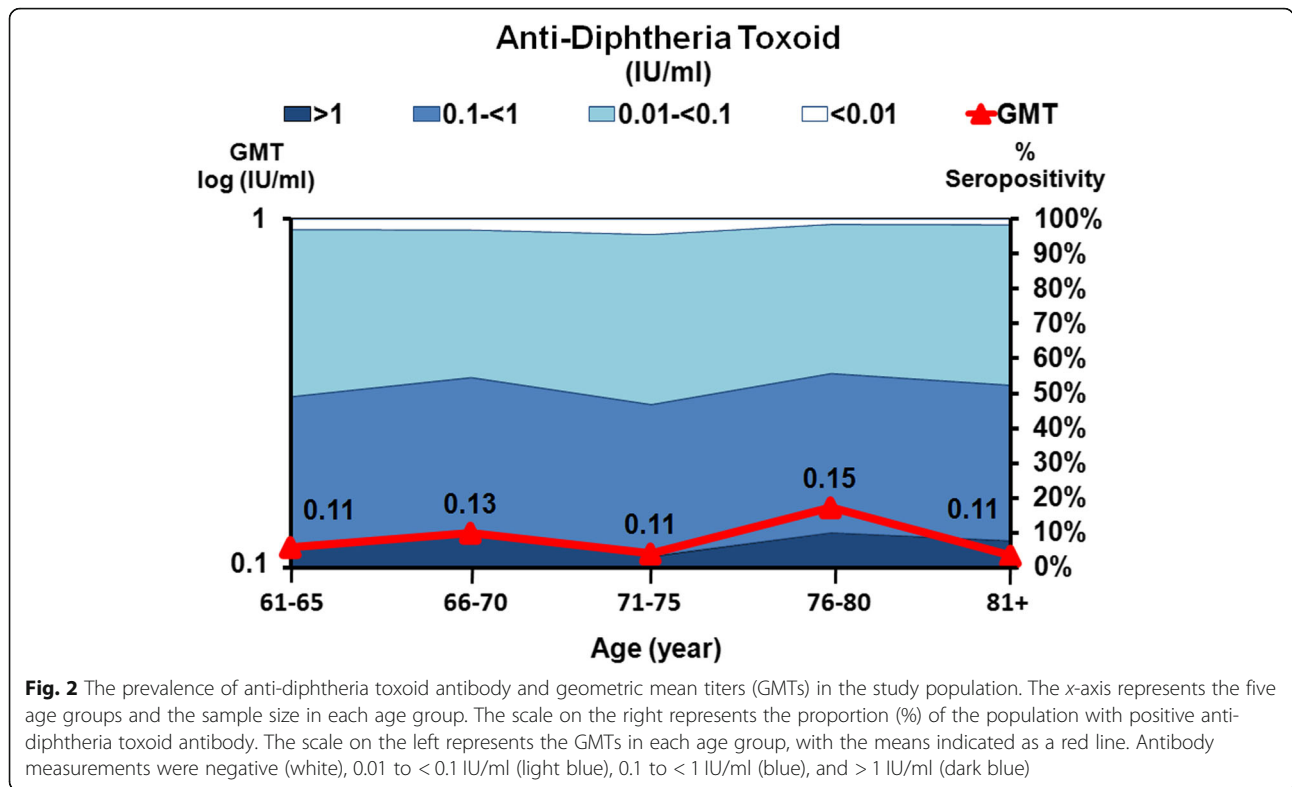 Anti-Diphtheria Toxoid
(IU/ml)
>1 0.1-<1 0.01-<0.1 <0.01 GMT
GMT
log (IU/ml)
%
Seropositivity
1
0.1
100%
90%
80%
70%
60%
50%
40%
30%
20%
10%
0%
0.11 0.13 0.11 0.15 0.11
61-65 66-70 71-75 76-80 81+
Age (year)
Fig. 2 The prevalence of anti-diphtheria toxoid antibody and geometric mean titers (GMTs) in the study population. The x-axis represents the five
age groups and the sample size in each age group. The scale on the right represents the proportion (%) of the population with positive anti-
diphtheria toxoid antibody. The scale on the left represents the GMTs in each age group, with the means indicated as a red line. Antibody
measurements were negative (white), 0.01 to < 0.1 IU/ml (light blue), 0.1 to < 1 IU/ml (blue), and > 1 IU/ml (dark blue)